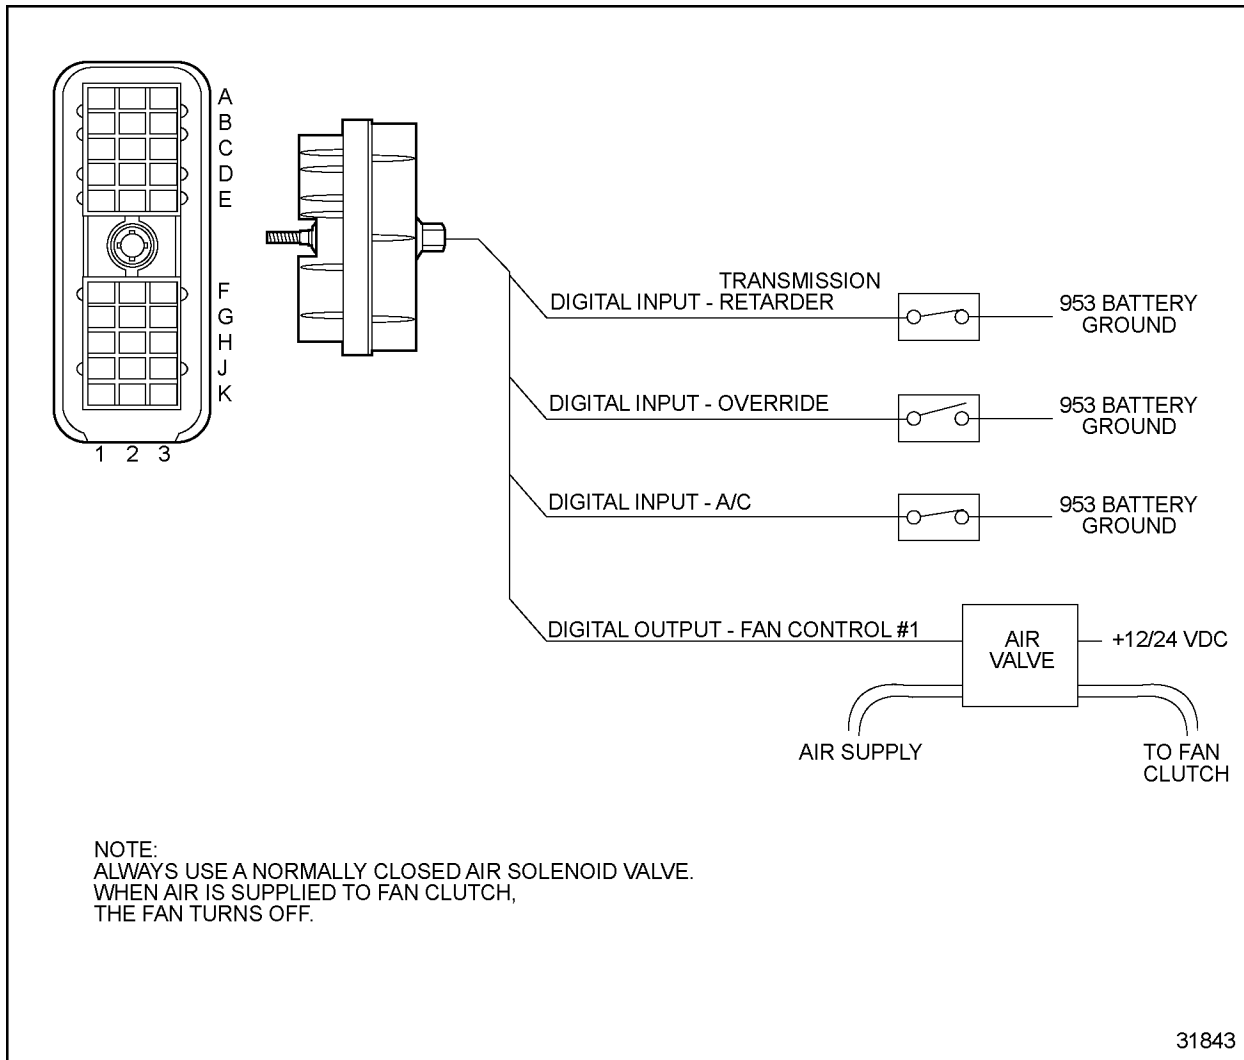 A
B
C
D
E
F
G
H
J
K
1 2 3
TRANSMISSION
DIGITAL INPUT - RETARDER
953 BATTERY
GROUND
DIGITAL INPUT - OVERRIDE
953 BATTERY
GROUND
DIGITAL INPUT - A/C
953 BATTERY
GROUND
DIGITAL OUTPUT - FAN CONTROL #1
AIR
VALVE
+12/24 VDC
AIR SUPPLY
TO FAN
CLUTCH
NOTE:
ALWAYS USE A NORMALLY CLOSED AIR SOLENOID VALVE.
WHEN AIR IS SUPPLIED TO FAN CLUTCH,
THE FAN TURNS OFF.
31843